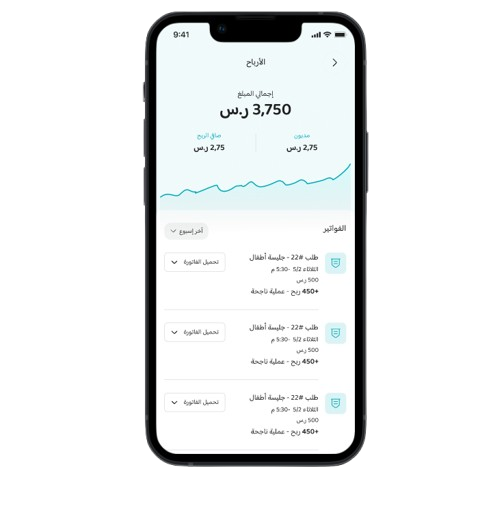 9:41
الأرباح
إجمالي المبلغ
3,750 ر.س
مديون
2,75 ر.س
صافي الربح
2,75 ر.س
الفواتير
أخر إسبوع
طلب #22 - جليسة أطفال
الثلاثاء 5/2 -5:30 م
500 ر.س
+450 ربح - عملية ناجحة
تحميل الفاتورة
طلب #22 - جليسة أطفال
الثلاثاء 5/2 -5:30 م
500 ر.س
+450 ربح - عملية ناجحة
تحميل الفاتورة
طلب #22 - جليسة أطفال
الثلاثاء 5/2 -5:30 م
500 ر.س
+450 ربح - عملية ناجحة
تحميل الفاتورة